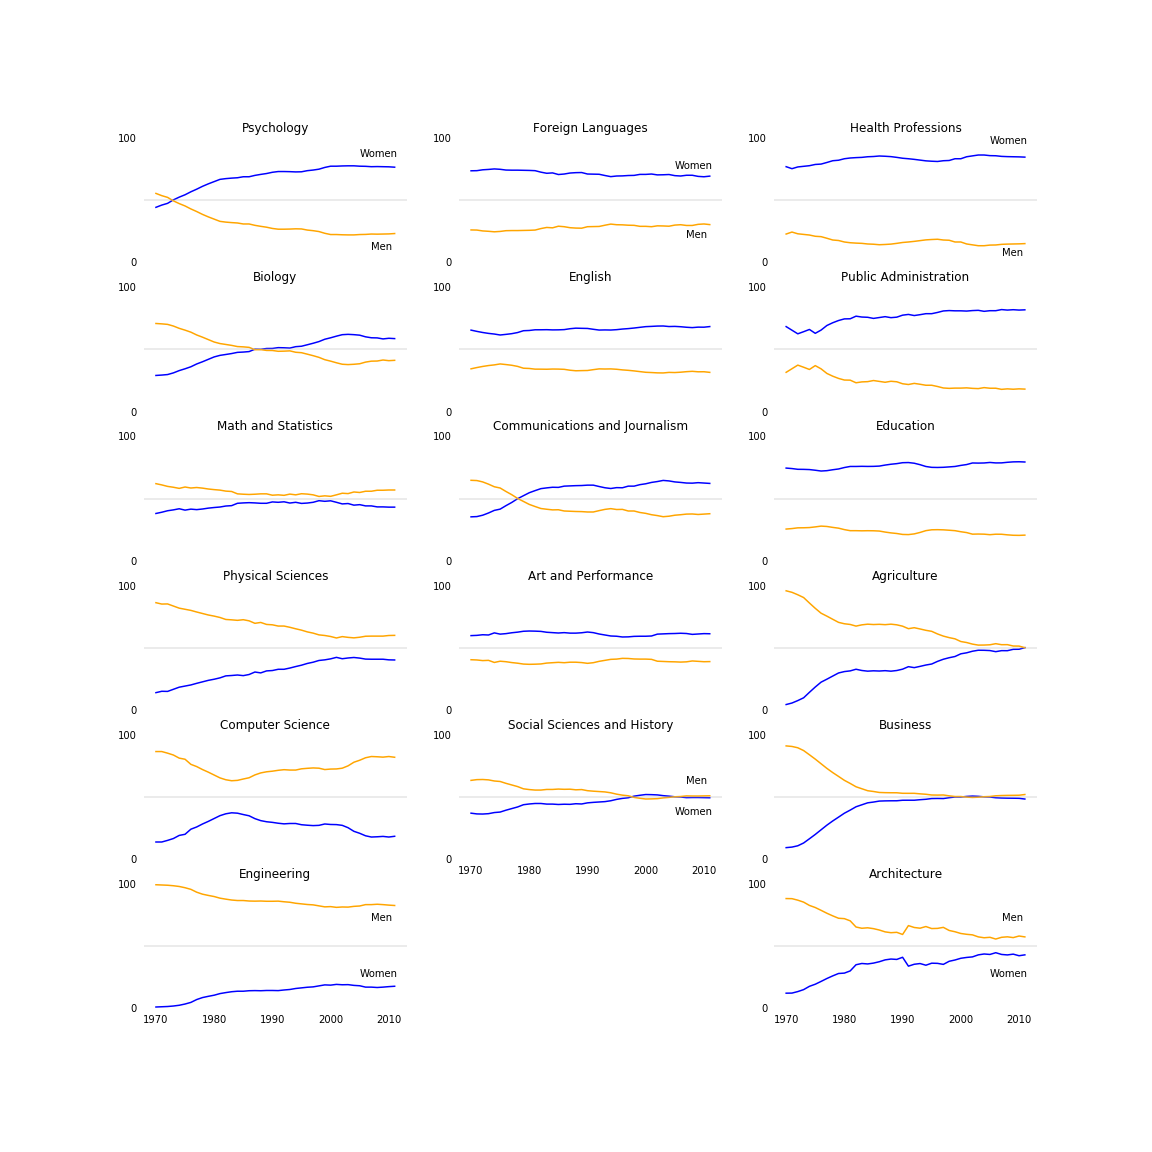 Psychology
100
Women
Men
0
Foreign Languages
100
Women
Men
0
Health Professions
100
Women
Men
0
Biology
100
0
English
100
0
Public Administration
100
0
Math and Statistics
100
0
Communications and Journalism
100
0
Education
100
0
Physical Sciences
100
0
Art and Performance
100
0
Agriculture
100
0
Computer Science
100
0
Social Sciences and History
100
Men
Women
0
1970 1980 1990 2000 2010
Business
100
0
Engineering
100
Men
Women
0
1970 1980 1990 2000 2010
Architecture
100
Men
Women
0
1970 1980 1990 2000 2010